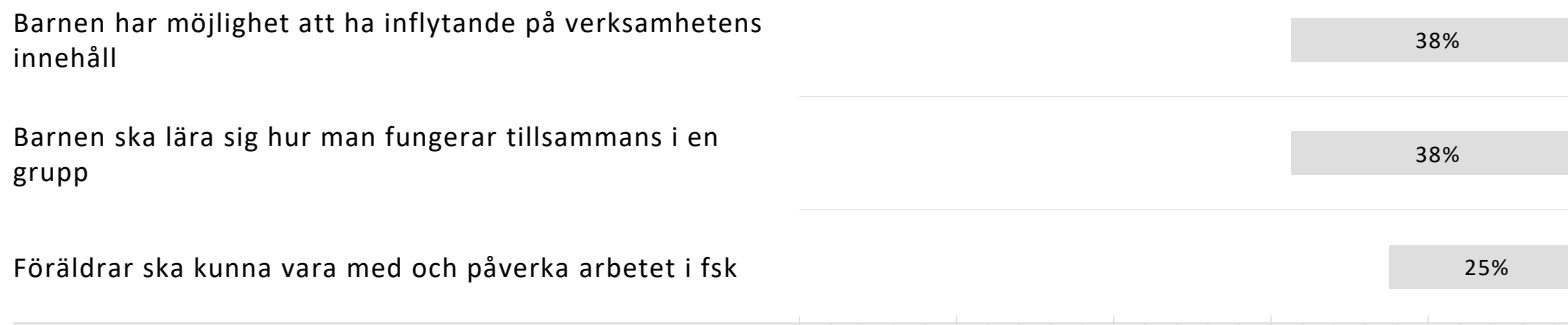 Barnen har möjlighet att ha inflytande på verksamhetens
innehåll
38%
Barnen ska lära sig hur man fungerar tillsammans i en
grupp
38%
Föräldrar ska kunna vara med och påverka arbetet i fsk
25%